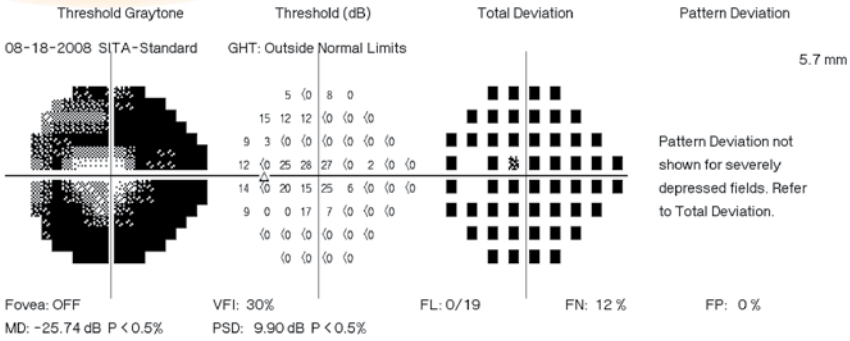 Threshold Graytone Threshold (dB) Total Deviation Pattern Deviation
08-18-2008 SITA-Standard GHT: Outside Normal Limits
5.7 mm
5 ⟨0 8 0
15 12 12 ⟨0 ⟨0 ⟨0
9 3 ⟨0 ⟨0 ⟨0 ⟨0 ⟨0 ⟨0
12 ⟨0 25 28 27 ⟨0 2 ⟨0 ⟨0
14 ⟨0 20 15 25 6 ⟨0 ⟨0 ⟨0
9 0 0 17 7 ⟨0 ⟨0 ⟨0
⟨0 ⟨0 ⟨0 ⟨0 ⟨0 ⟨0
⟨0 ⟨0 ⟨0 ⟨0
Pattern Deviation not
shown for severely
depressed fields. Refer
to Total Deviation.
Fovea: OFF VFI: 30% FL: 0/19 FN: 12 % FP: 0 %
MD: -25.74 dB P < 0.5% PSD: 9.90 dB P < 0.5%